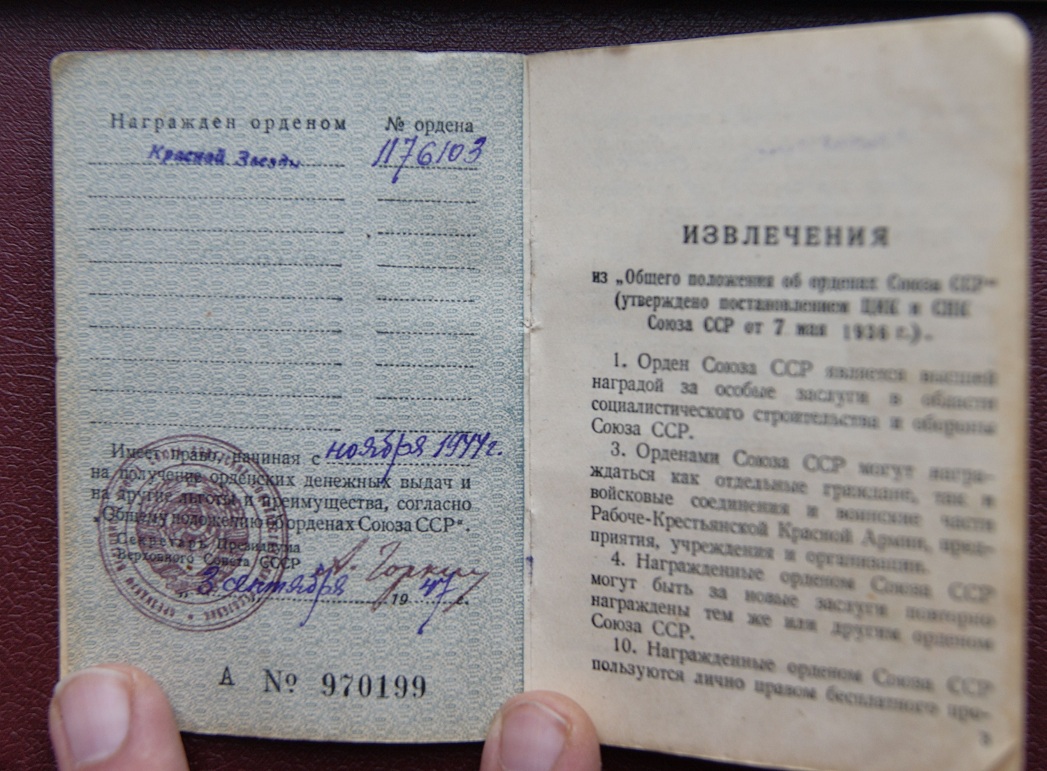 Награжден орденом № ордена
Красной Звезды 1176103
Имеет право, начиная с ноября 1944г.
на получение орденских денежных выдач и
на другие льготы и преимущества, согласно
„Общему положению об орденах Союза ССР“.
Секретарь Президиума
Верховного Совета СССР А. Горкин
„3“ сентября 1947 г.
А № 970199
ИЗВЛЕЧЕНИЯ
из „Общего положения об орденах Союза ССР“
(утверждено постановлением ЦИК и СНК
Союза ССР от 7 мая 1936 г.).
1. Орден Союза ССР является высшей
наградой за особые заслуги в области
социалистического строительства и обороны
Союза ССР.
3. Орденами Союза ССР могут награ-
ждаться как отдельные граждане, так и
войсковые соединения и воинские части
Рабоче-Крестьянской Красной Армии, пред-
приятия, учреждения и организации.
4. Награжденные орденом Союза ССР
могут быть за новые заслуги повторно
награждены тем же или другим орденом
Союза ССР.
10. Награжденные орденом Союза ССР
пользуются лично правом бесплатного про-